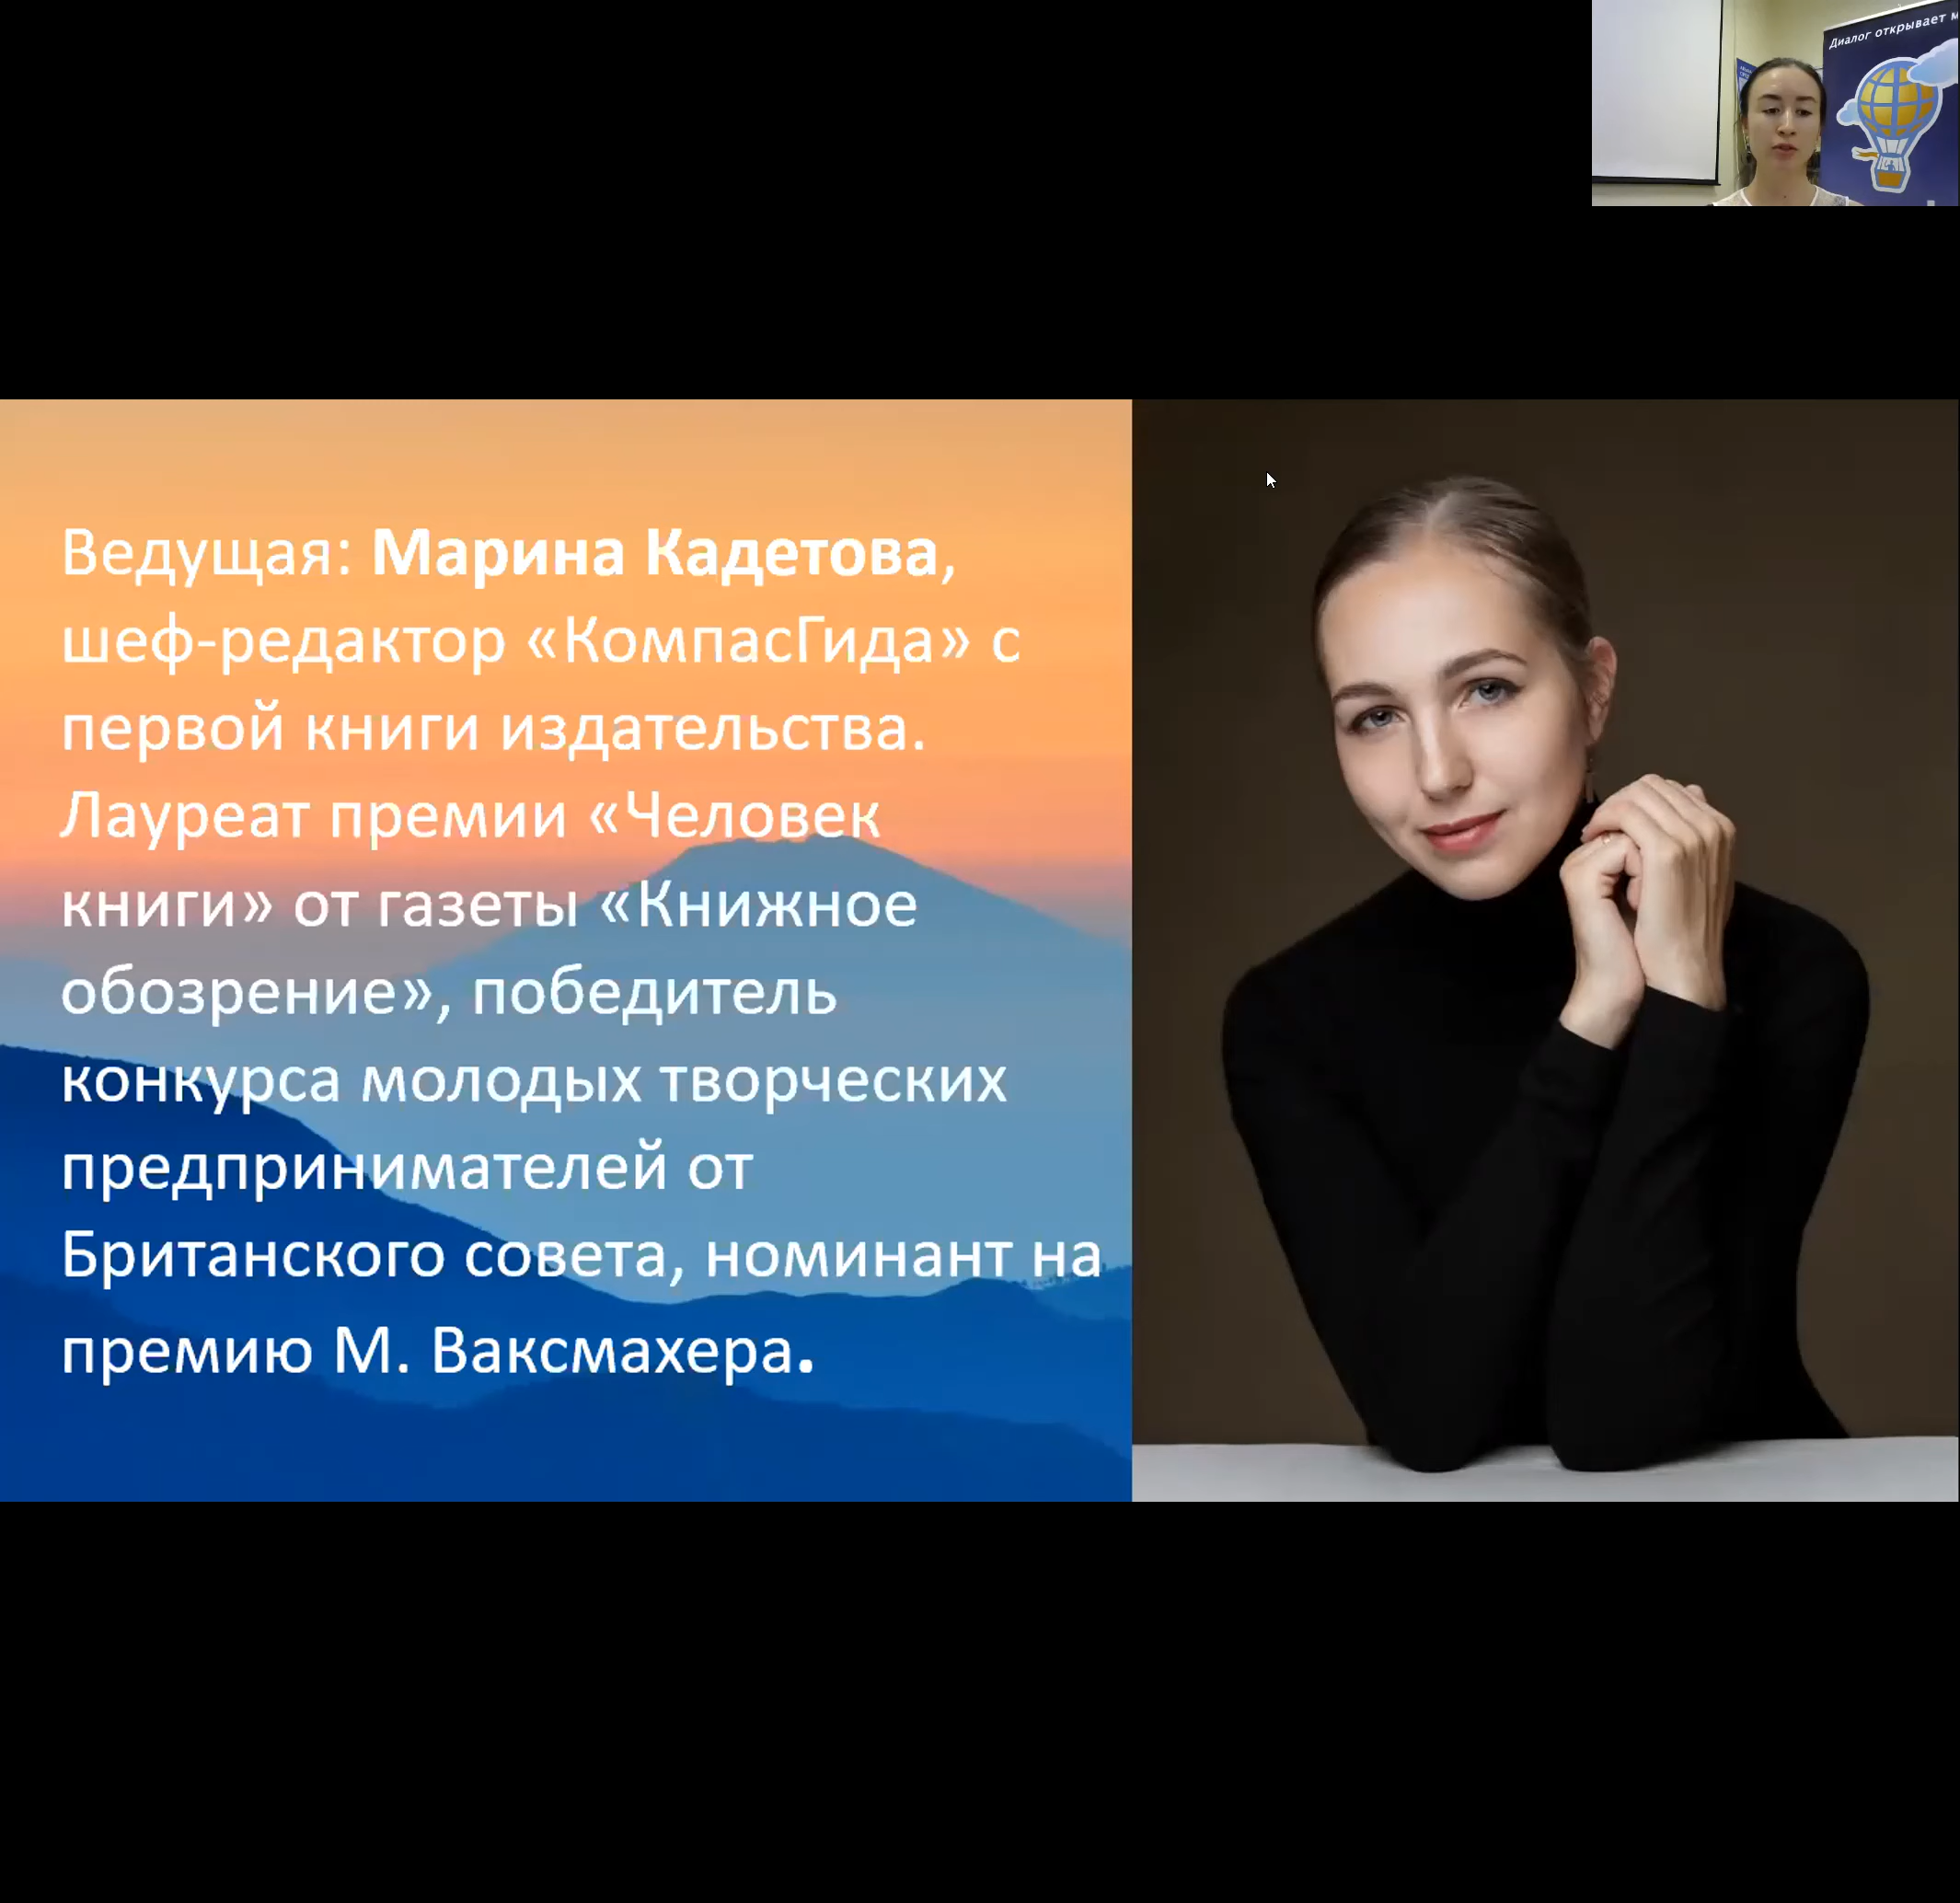 Диалог открывает
Ведущая: Марина Кадетова,
шеф-редактор «КомпасГида» с
первой книги издательства.
Лауреат премии «Человек
книги» от газеты «Книжное
обозрение», победитель
конкурса молодых творческих
предпринимателей от
Британского совета, номинант на
премию М. Ваксмахера.